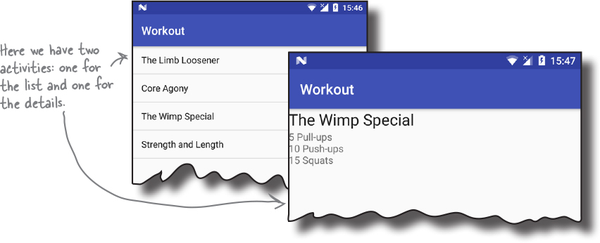 Here we have two
activities: one for
the list and one for
the details.
15:46
Workout
The Limb Loosener
Core Agony
The Wimp Special
Strength and Length
15:47
Workout
The Wimp Special
5 Pull-ups
10 Push-ups
15 Squats